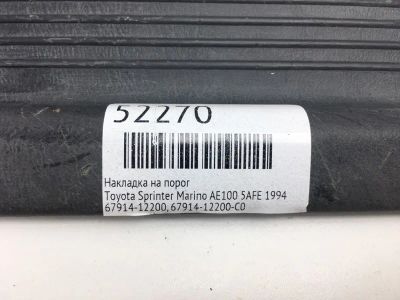 52270
Накладка на порог
Toyota Sprinter Marino AE100 5AFE 1994
67914-12200, 67914-12200-C0